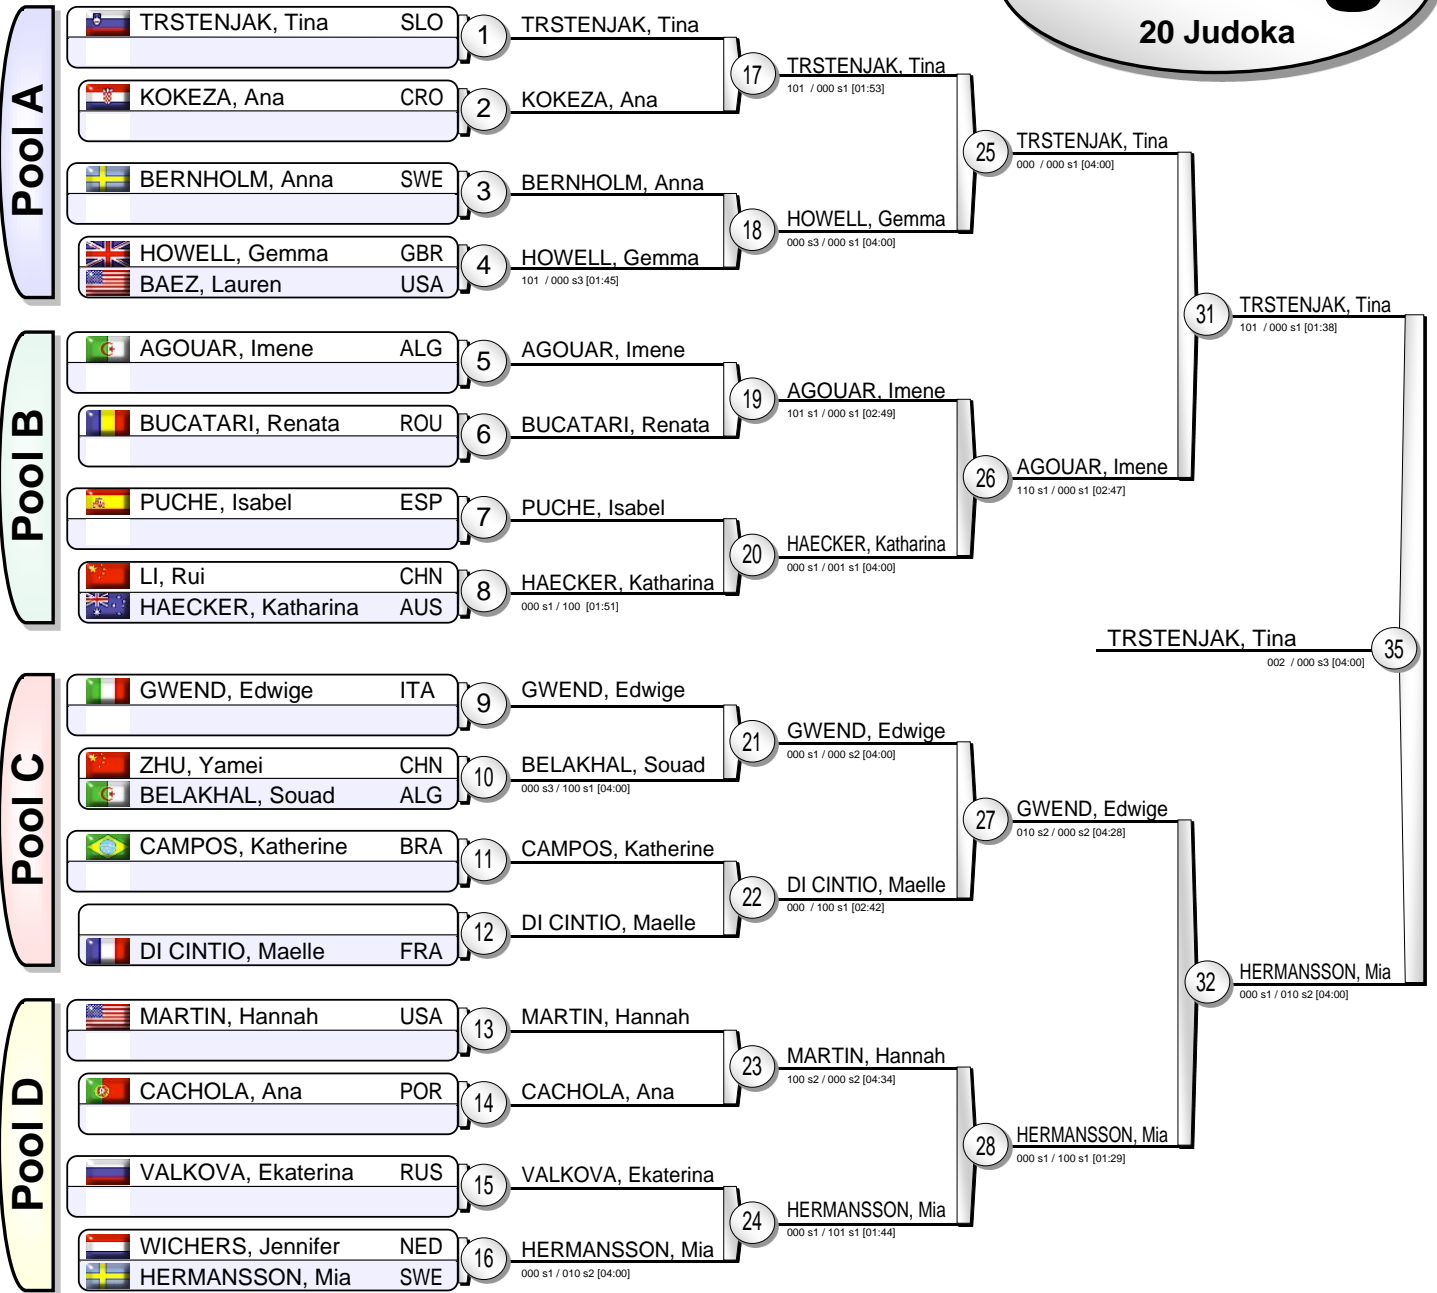 20 Judoka
Pool A
TRSTENJAK, Tina SLO
KOKEZA, Ana CRO
BERNHOLM, Anna SWE
HOWELL, Gemma GBR
BAEZ, Lauren USA
1
2
3
4
TRSTENJAK, Tina
KOKEZA, Ana
BERNHOLM, Anna
HOWELL, Gemma
101 / 000 s3 [01:45]
17
TRSTENJAK, Tina
101 / 000 s1 [01:53]
18
HOWELL, Gemma
000 s3 / 000 s1 [04:00]
25
TRSTENJAK, Tina
000 / 000 s1 [04:00]
Pool B
AGOUAR, Imene ALG
BUCATARI, Renata ROU
PUCHE, Isabel ESP
LI, Rui CHN
HAECKER, Katharina AUS
5
6
7
8
AGOUAR, Imene
BUCATARI, Renata
PUCHE, Isabel
HAECKER, Katharina
000 s1 / 100 [01:51]
19
AGOUAR, Imene
101 s1 / 000 s1 [02:49]
20
HAECKER, Katharina
000 s1 / 001 s1 [04:00]
26
AGOUAR, Imene
110 s1 / 000 s1 [02:47]
31
TRSTENJAK, Tina
101 / 000 s1 [01:38]
TRSTENJAK, Tina
002 / 000 s3 [04:00]
35
Pool C
GWEND, Edwige ITA
ZHU, Yamei CHN
BELAKHAL, Souad ALG
CAMPOS, Katherine BRA
DI CINTIO, Maelle FRA
9
10
11
12
GWEND, Edwige
BELAKHAL, Souad
000 s3 / 100 s1 [04:00]
CAMPOS, Katherine
DI CINTIO, Maelle
21
GWEND, Edwige
000 s1 / 000 s2 [04:00]
22
DI CINTIO, Maelle
000 / 100 s1 [02:42]
27
GWEND, Edwige
010 s2 / 000 s2 [04:28]
Pool D
MARTIN, Hannah USA
CACHOLA, Ana POR
VALKOVA, Ekaterina RUS
WICHERS, Jennifer NED
HERMANSSON, Mia SWE
13
14
15
16
MARTIN, Hannah
CACHOLA, Ana
VALKOVA, Ekaterina
HERMANSSON, Mia
000 s1 / 010 s2 [04:00]
23
MARTIN, Hannah
100 s2 / 000 s2 [04:34]
24
HERMANSSON, Mia
000 s1 / 101 s1 [01:44]
28
HERMANSSON, Mia
000 s1 / 100 s1 [01:29]
32
HERMANSSON, Mia
000 s1 / 010 s2 [04:00]